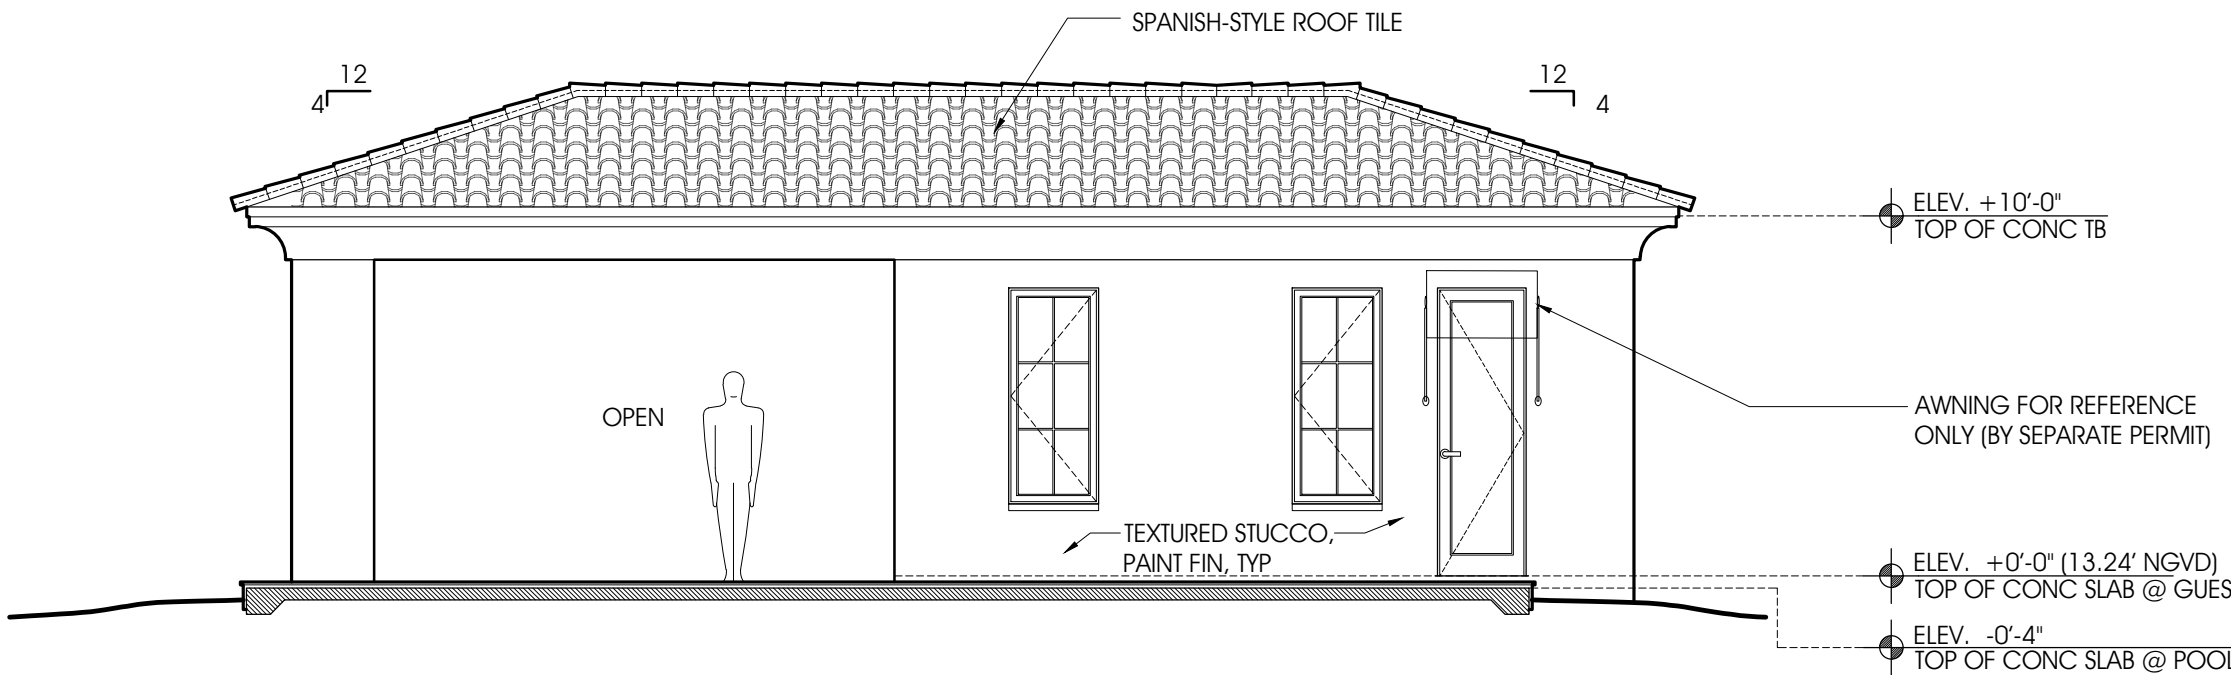 SPANISH-STYLE ROOF TILE
12
4
12
4
ELEV. +10'-0"
TOP OF CONC TB
OPEN
AWNING FOR REFERENCE
ONLY (BY SEPARATE PERMIT)
TEXTURED STUCCO,
PAINT FIN, TYP
ELEV. +0'-0" (13.24' NGVD)
TOP OF CONC SLAB @ GUES
ELEV. -0'-4"
TOP OF CONC SLAB @ POOL